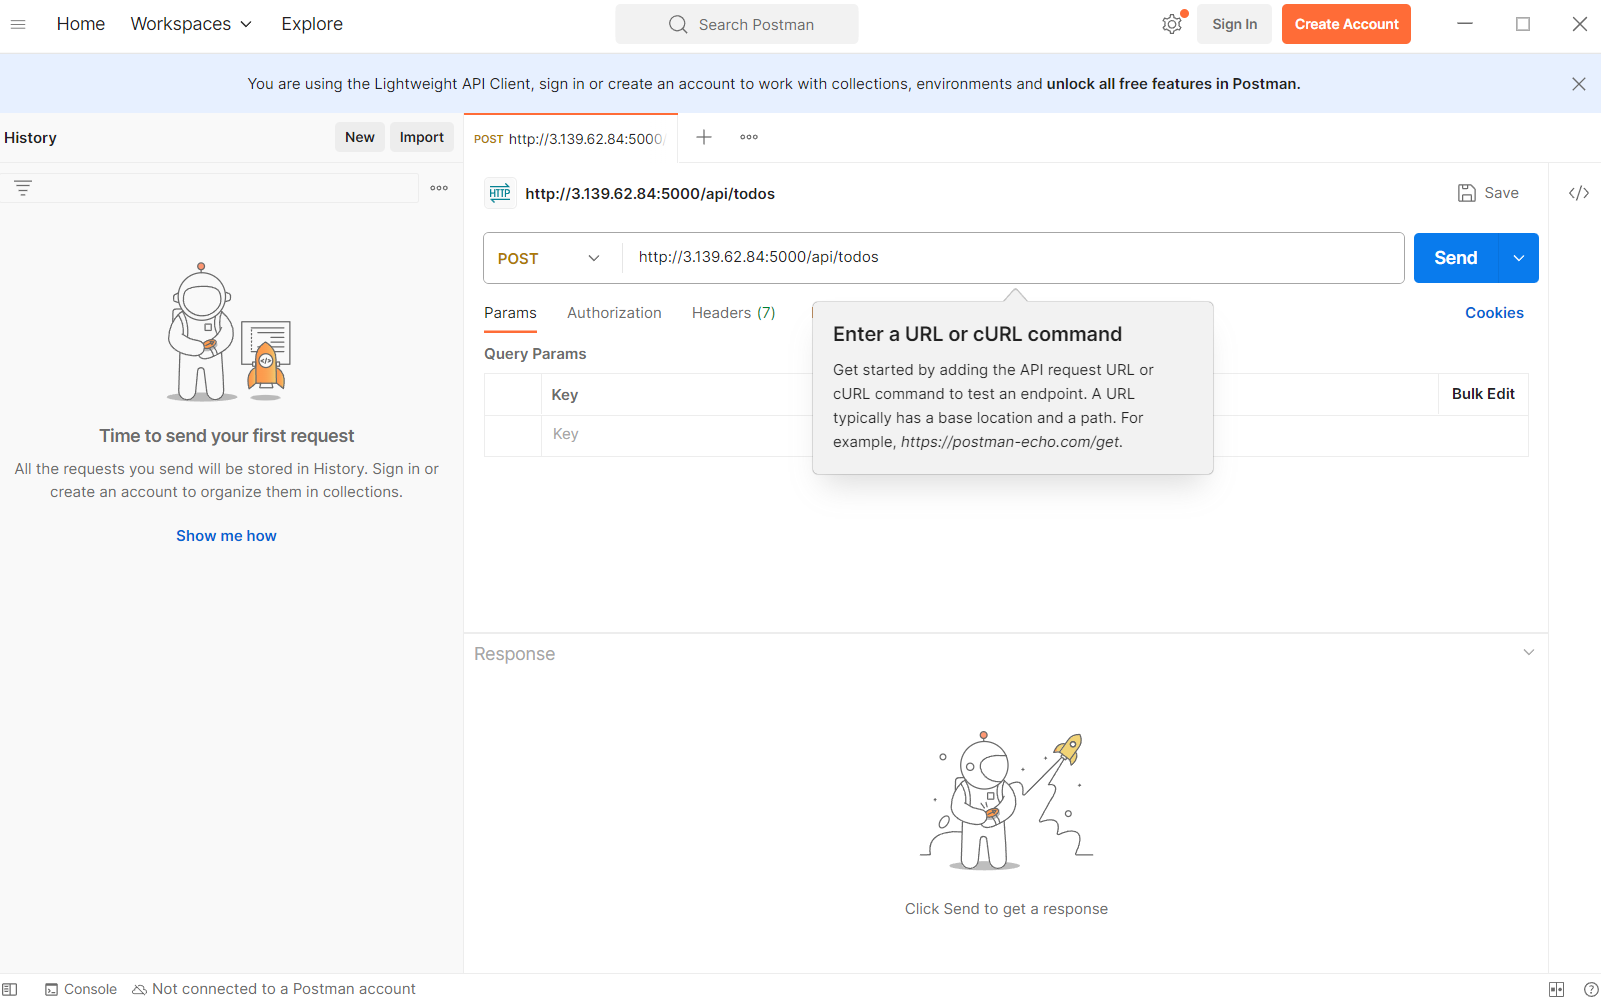 Home
Workspaces
Explore
Search Postman
Sign In
Create Account
You are using the Lightweight API Client, sign in or create an account to work with collections, environments and unlock all free features in Postman.
History
New
Import
POST http://3.139.62.84:5000/
HTTP
http://3.139.62.84:5000/api/todos
Save
</>
POST
http://3.139.62.84:5000/api/todos
Send
Params
Authorization
Headers (7)
Cookies
Enter a URL or cURL command
Get started by adding the API request URL or
cURL command to test an endpoint. A URL
typically has a base location and a path. For
example, https://postman-echo.com/get.
Query Params
Key
Bulk Edit
Key
Time to send your first request
All the requests you send will be stored in History. Sign in or
create an account to organize them in collections.
Show me how
Response
Click Send to get a response
Console
Not connected to a Postman account